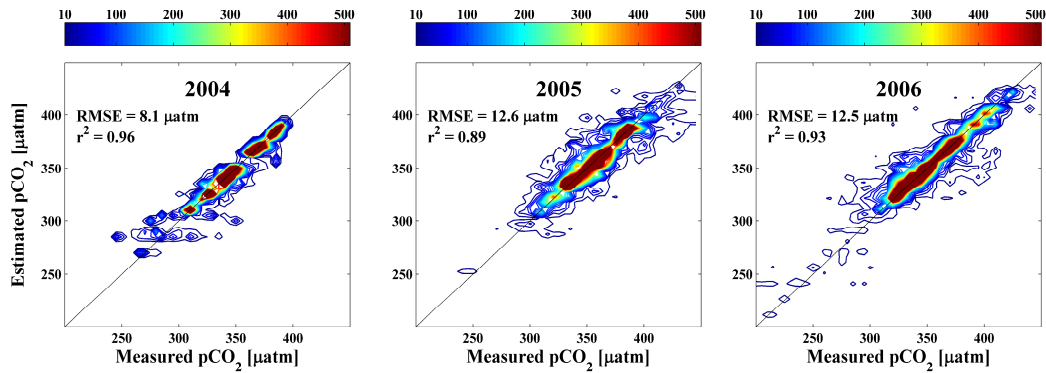 10 100 200 300 400 500
10 100 200 300 400 500
10 100 200 300 400 500
2004
RMSE = 8.1 µatm
r² = 0.96
2005
RMSE = 12.6 µatm
r² = 0.89
2006
RMSE = 12.5 µatm
r² = 0.93
Estimated pCO₂ [µatm]
400
350
300
250
400
350
300
250
400
350
300
250
250 300 350 400
250 300 350 400
250 300 350 400
Measured pCO₂ [µatm]
Measured pCO₂ [µatm]
Measured pCO₂ [µatm]